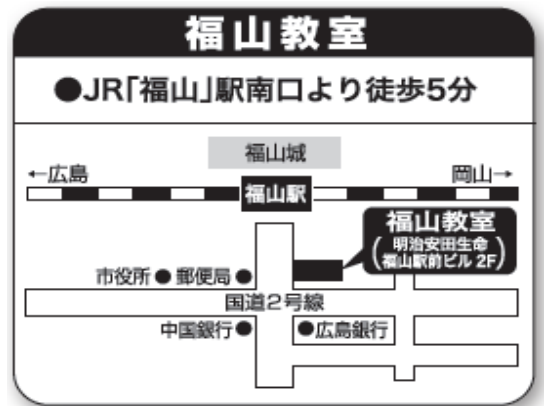 福山教室
●JR「福山」駅南口より徒歩5分
福山城
←広島
岡山→
福山駅
福山教室
(明治安田生命
福山駅前ビル 2F)
市役所● 郵便局●
国道2号線
中国銀行●
●広島銀行